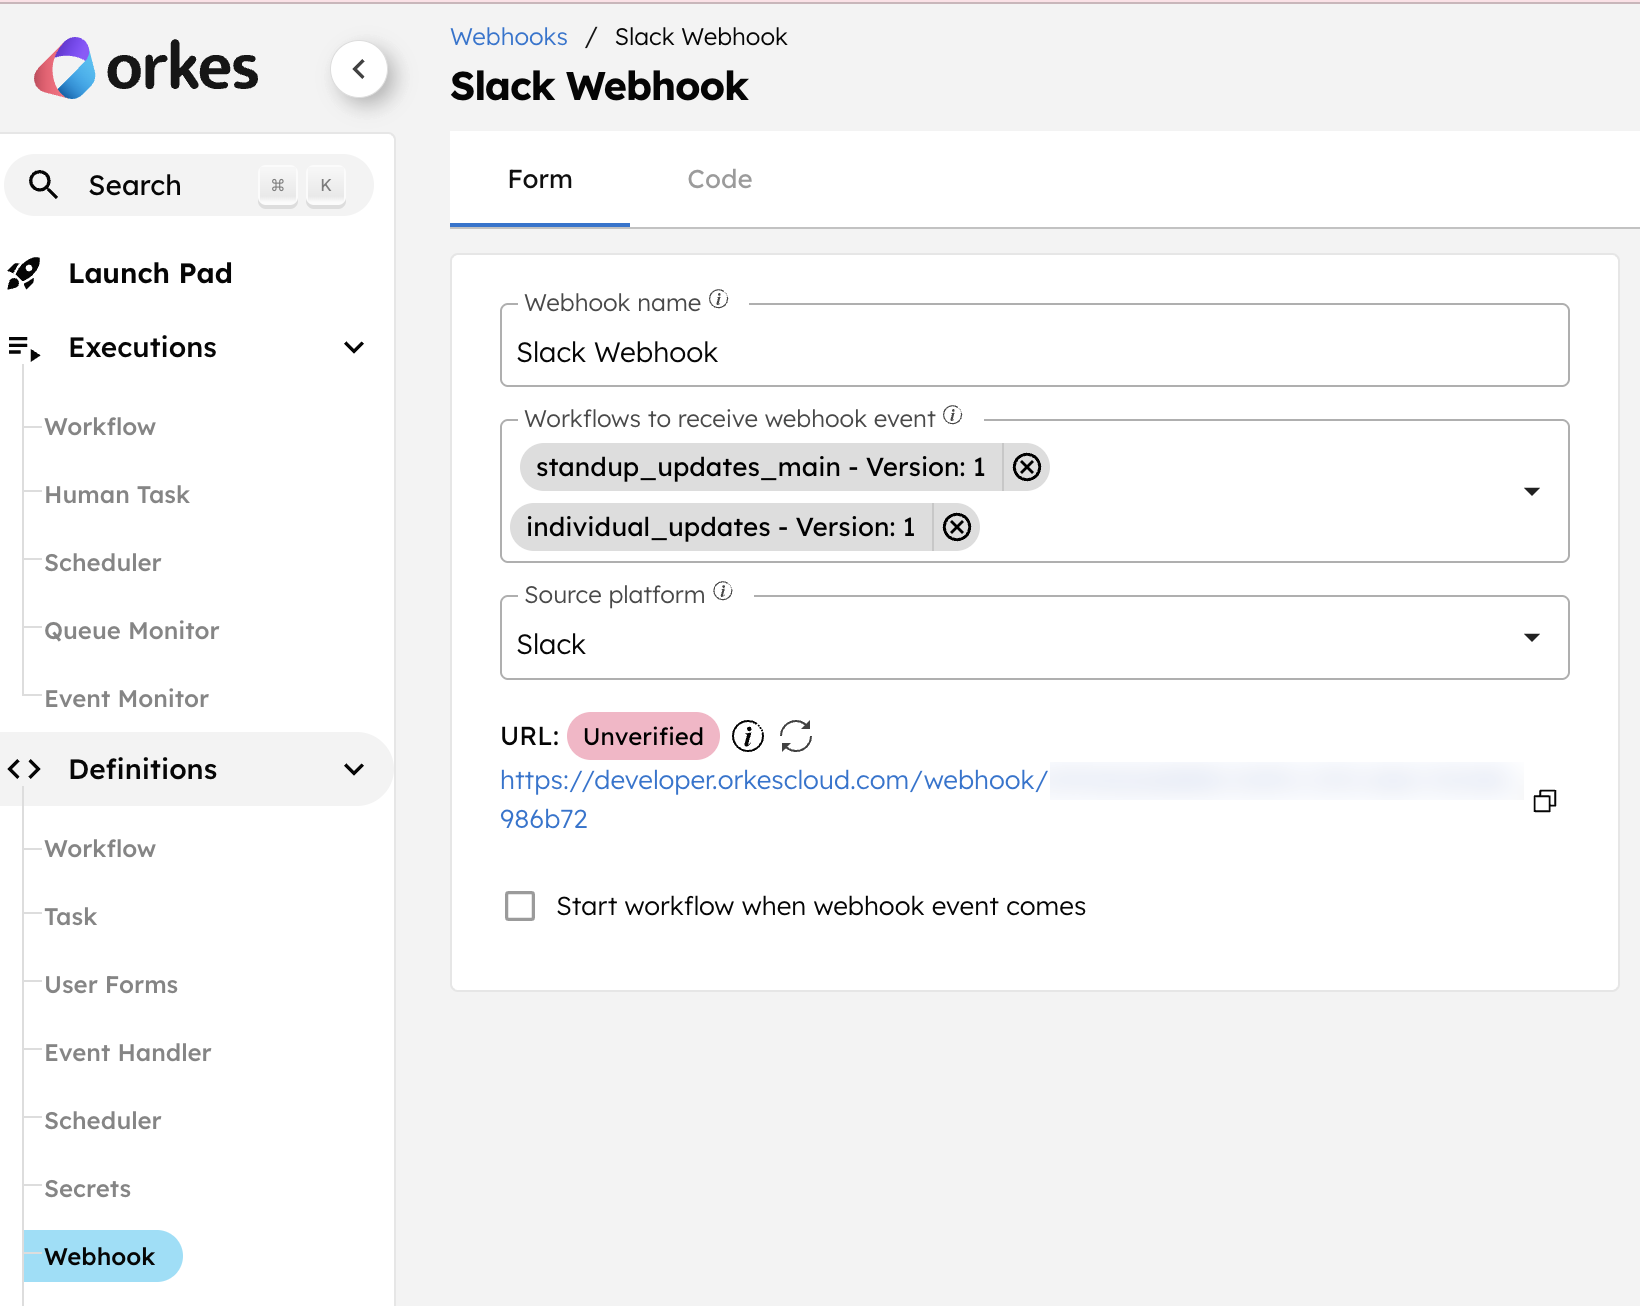 orkes
Search ⌘ K
Launch Pad
Executions
Workflow
Human Task
Scheduler
Queue Monitor
Event Monitor
Definitions
Workflow
Task
User Forms
Event Handler
Scheduler
Secrets
Webhook
Webhooks / Slack Webhook
Slack Webhook
Form Code
Webhook name
Slack Webhook
Workflows to receive webhook event
standup_updates_main - Version: 1
individual_updates - Version: 1
Source platform
Slack
URL: Unverified
https://developer.orkescloud.com/webhook/
986b72
Start workflow when webhook event comes